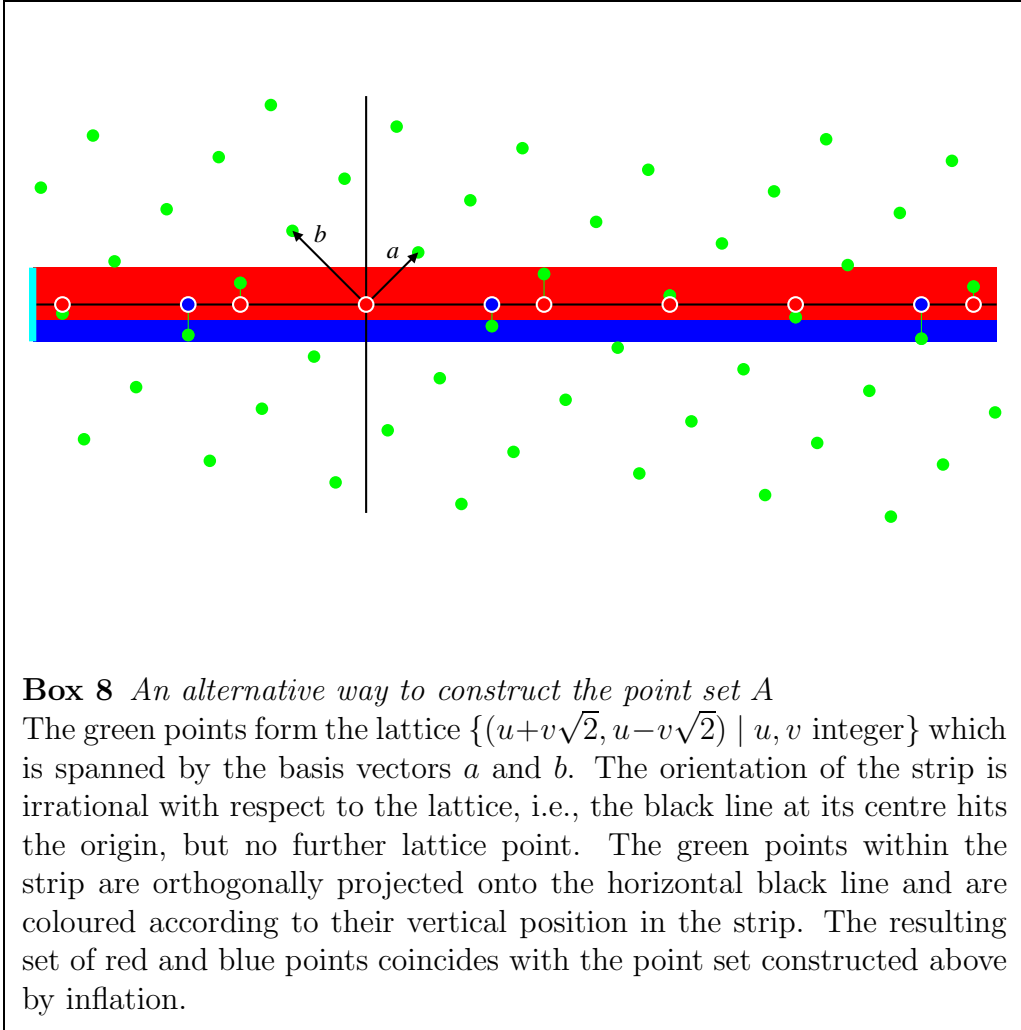 b
a
Box 8 An alternative way to construct the point set A
The green points form the lattice {(u+v√2, u−v√2) | u, v integer} which
is spanned by the basis vectors a and b. The orientation of the strip is
irrational with respect to the lattice, i.e., the black line at its centre hits
the origin, but no further lattice point. The green points within the
strip are orthogonally projected onto the horizontal black line and are
coloured according to their vertical position in the strip. The resulting
set of red and blue points coincides with the point set constructed above
by inflation.